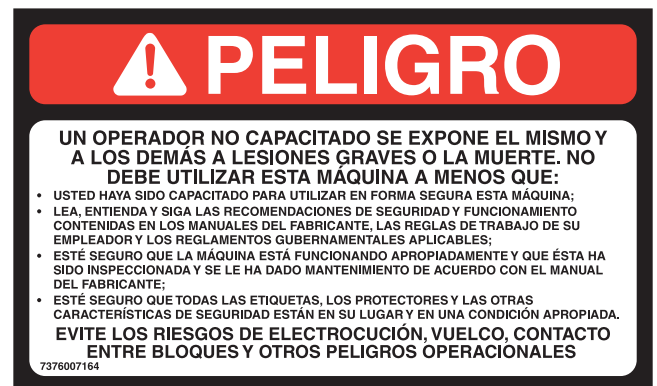 PELIGRO
UN OPERADOR NO CAPACITADO SE EXPONE EL MISMO Y
A LOS DEMÁS A LESIONES GRAVES O LA MUERTE. NO
DEBE UTILIZAR ESTA MÁQUINA A MENOS QUE:
• USTED HAYA SIDO CAPACITADO PARA UTILIZAR EN FORMA SEGURA ESTA MÁQUINA;
• LEA, ENTIENDA Y SIGA LAS RECOMENDACIONES DE SEGURIDAD Y FUNCIONAMIENTO
CONTENIDAS EN LOS MANUALES DEL FABRICANTE, LAS REGLAS DE TRABAJO DE SU
EMPLEADOR Y LOS REGLAMENTOS GUBERNAMENTALES APLICABLES;
• ESTÉ SEGURO QUE LA MÁQUINA ESTÁ FUNCIONANDO APROPIADAMENTE Y QUE ÉSTA HA
SIDO INSPECCIONADA Y SE LE HA DADO MANTENIMIENTO DE ACUERDO CON EL MANUAL
DEL FABRICANTE;
• ESTÉ SEGURO QUE TODAS LAS ETIQUETAS, LOS PROTECTORES Y LAS OTRAS
CARACTERÍSTICAS DE SEGURIDAD ESTÁN EN SU LUGAR Y EN UNA CONDICIÓN APROPIADA.
EVITE LOS RIESGOS DE ELECTROCUCIÓN, VUELCO, CONTACTO
ENTRE BLOQUES Y OTROS PELIGROS OPERACIONALES
7376007164